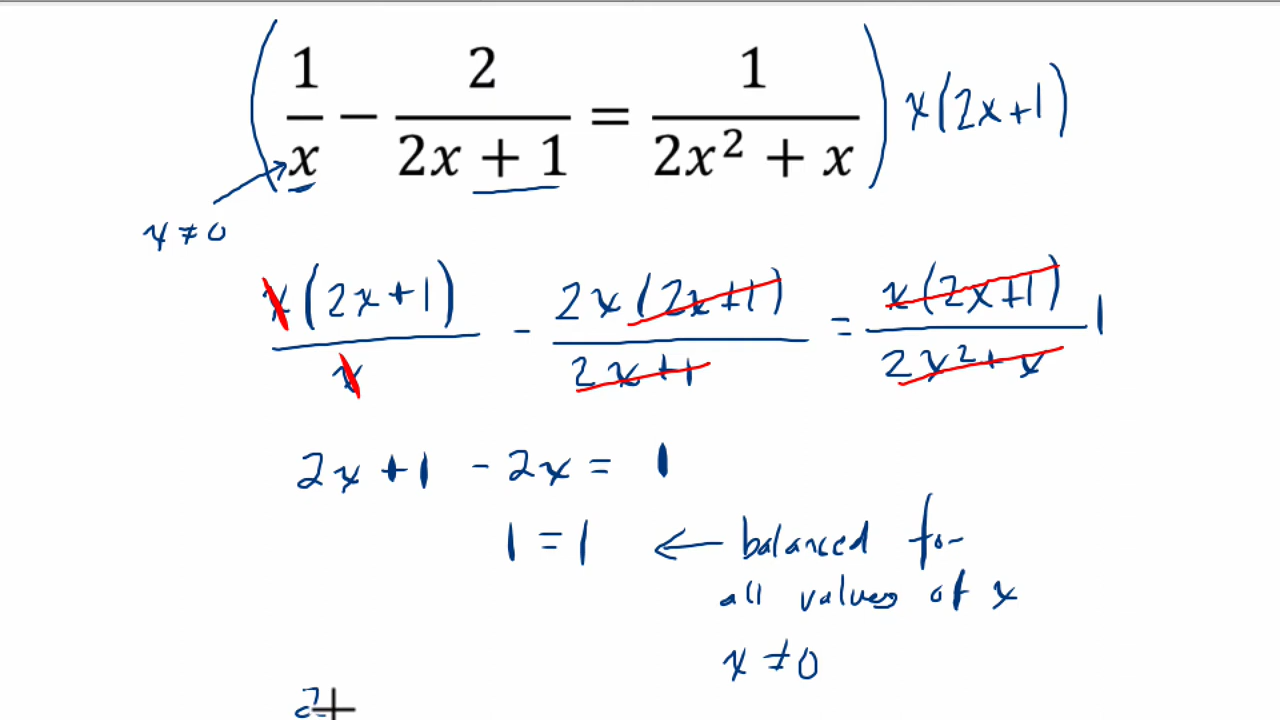 (1/x − 2/(2x + 1) = 1/(2x² + x)) x(2x+1)
x ≠ 0
x(2x+1)/x - 2x(2x+1)/(2x+1) = x(2x+1)/(2x²+x) 1
2x+1 - 2x = 1
1 = 1 ← balanced for
all values of x
x ≠ 0
2